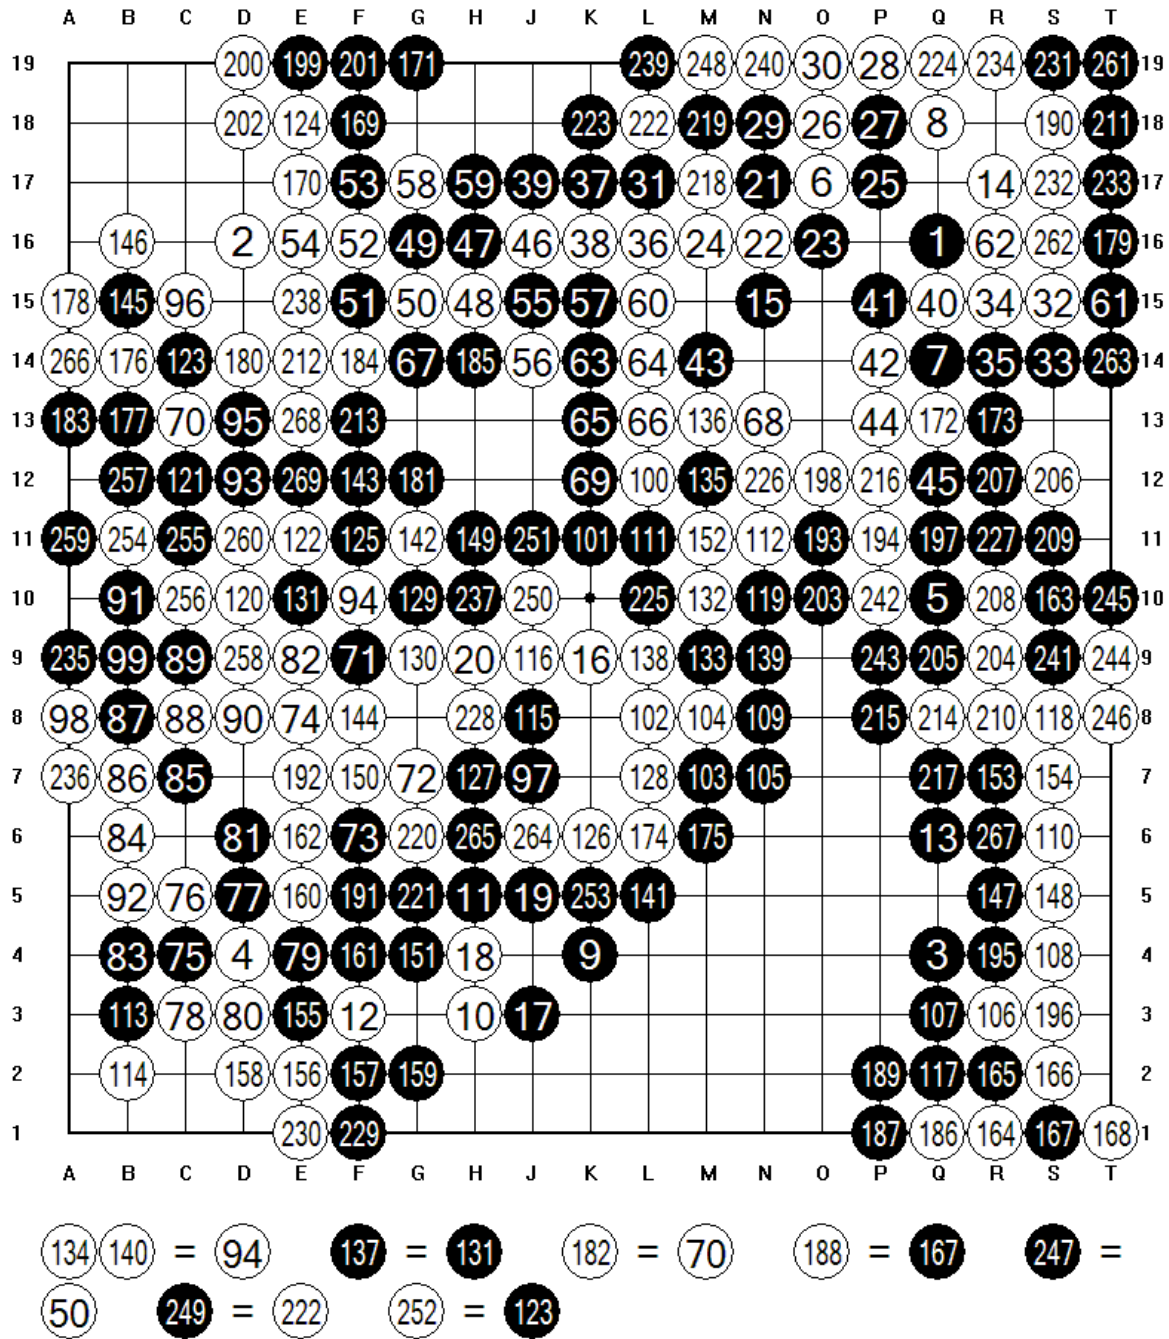 A B C D E F G H J K L M N O P Q R S T
19 200 199 201 171 239 248 240 30 28 224 234 231 261 19
18 202 124 169 223 222 219 29 26 27 8 190 211 18
17 170 53 58 59 39 37 31 218 21 6 25 14 232 233 17
16 146 2 54 52 49 47 46 38 36 24 22 23 1 62 262 179 16
15 178 145 96 238 51 50 48 55 57 60 15 41 40 34 32 61 15
14 266 176 123 180 212 184 67 185 56 63 64 43 42 7 35 33 263 14
13 183 177 70 95 268 213 65 66 136 68 44 172 173 13
12 257 121 93 269 143 181 69 100 135 226 198 216 45 207 206 12
11 259 254 255 260 122 125 142 149 251 101 111 152 112 193 194 197 227 209 11
10 91 256 120 131 94 129 237 250 225 132 119 203 242 5 208 163 245 10
9 235 99 89 258 82 71 130 20 116 16 138 133 139 243 205 204 241 244 9
8 98 87 88 90 74 144 228 115 102 104 109 215 214 210 118 246 8
7 236 86 85 192 150 72 127 97 128 103 105 217 153 154 7
6 84 81 162 73 220 265 264 126 174 175 13 267 110 6
5 92 76 77 160 191 221 11 19 253 141 147 148 5
4 83 75 4 79 161 151 18 9 3 195 108 4
3 113 78 80 155 12 10 17 107 106 196 3
2 114 158 156 157 159 189 117 165 166 2
1 230 229 187 186 164 167 168 1
A B C D E F G H J K L M N O P Q R S T
134 140 = 94 137 = 131 182 = 70 188 = 167 247 =
50 249 = 222 252 = 123